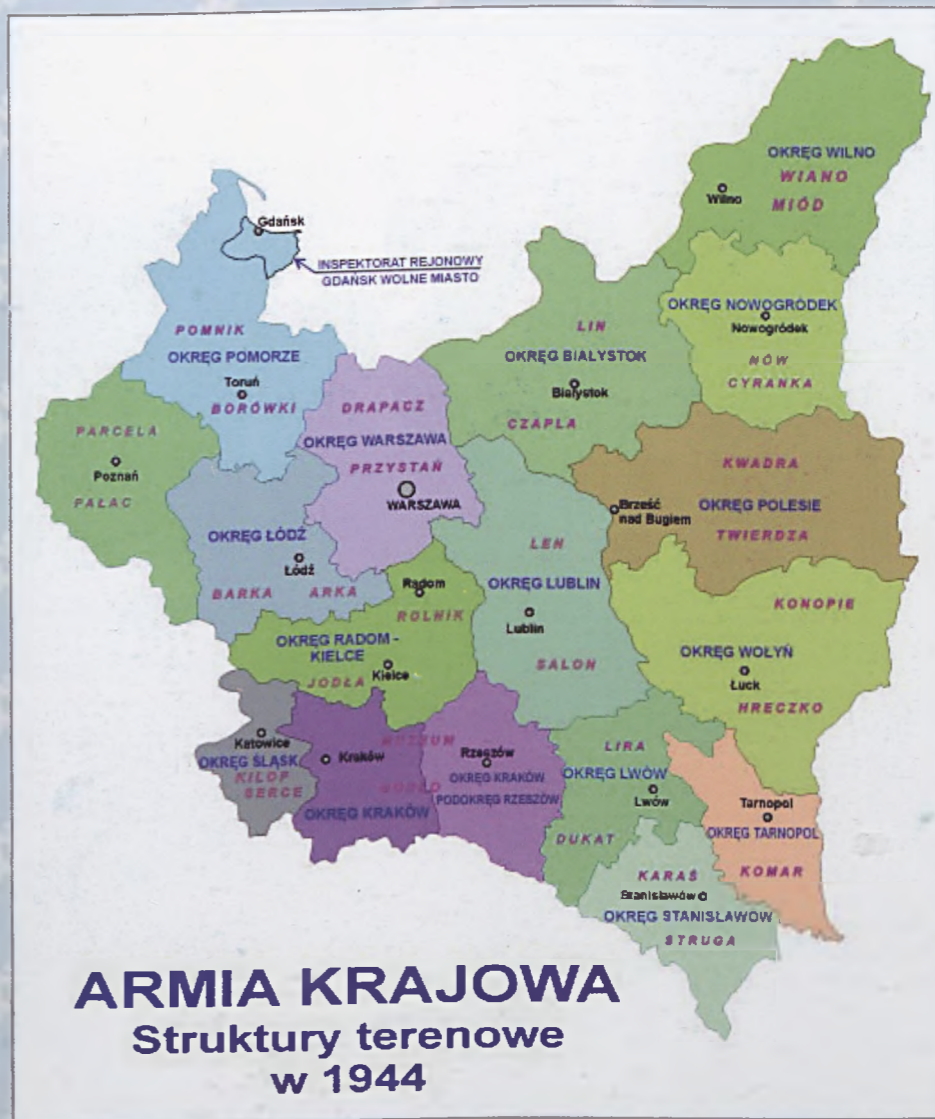 OKRĘG WILNO
WIANO
Wilno
MIÓD
Gdańsk
INSPEKTORAT REJONOWY
GDAŃSK WOLNE MIASTO
OKRĘG NOWOGRÓDEK
Nowogródek
NÓW
CYRANKA
POMNIK
OKRĘG POMORZE
Toruń
BORÓWKI
LIN
OKRĘG BIAŁYSTOK
Białystok
CZAPLA
DRAPACZ
OKRĘG WARSZAWA
PRZYSTAŃ
WARSZAWA
PARCELA
Poznań
PAŁAC
KWADRA
Brześć
nad Bugiem
OKRĘG POLESIE
TWIERDZA
OKRĘG ŁÓDŹ
Łódź
BARKA
ARKA
LEN
OKRĘG LUBLIN
Lublin
SALON
Radom
ROLNIK
OKRĘG RADOM -
KIELCE
Kielce
JODŁA
KONOPIE
OKRĘG WOŁYŃ
Łuck
HRECZKO
Katowice
OKRĘG ŚLĄSK
KILOF
SERCE
MUZEUM
Kraków
OKRĘG KRAKÓW
Rzeszów
OKRĘG KRAKÓW
PODOKRĘG RZESZÓW
LIRA
OKRĘG LWÓW
Lwów
DUKAT
Tarnopol
OKRĘG TARNOPOL
KOMAR
KARAŚ
Stanisławów
OKRĘG STANISŁAWÓW
STRUGA
ARMIA KRAJOWA
Struktury terenowe
w 1944